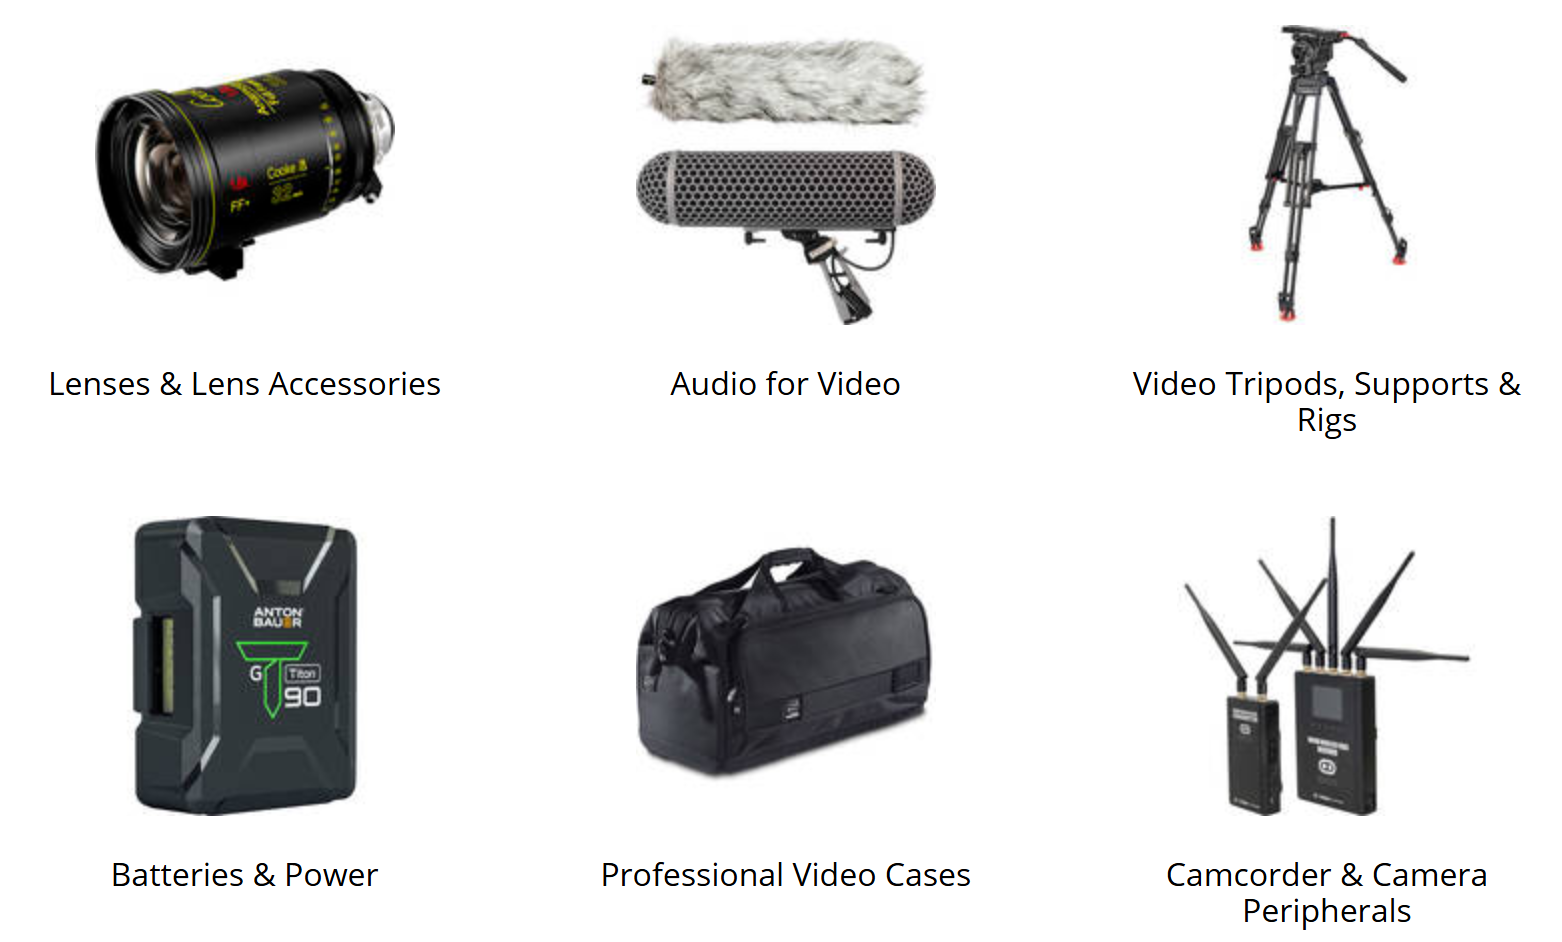 Cooke
32
FF+
Lenses & Lens Accessories
Audio for Video
Video Tripods, Supports &
Rigs
ANTON
BAUER
G Titon
90
Batteries & Power
Professional Video Cases
Camcorder & Camera
Peripherals